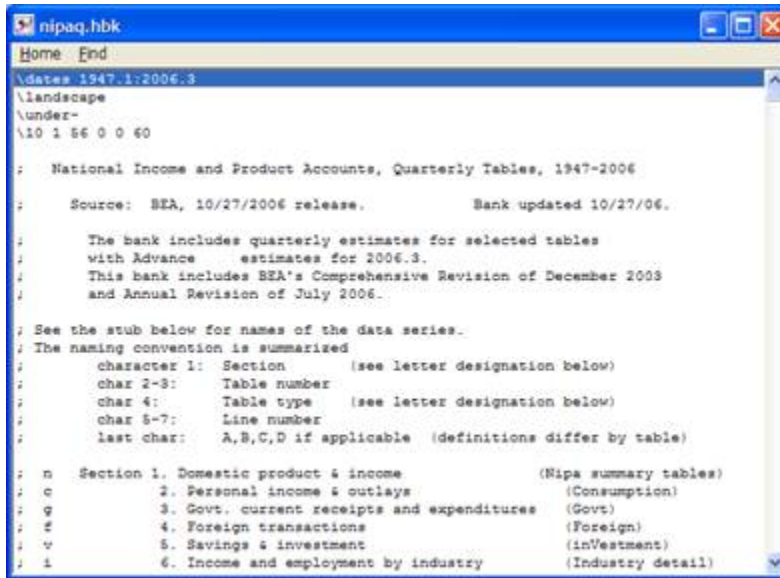 nipaq.hbk
Home Find
\dates 1947.1:2006.3
\landscape
\under-
\10 1 56 0 0 60
; National Income and Product Accounts, Quarterly Tables, 1947-2006
; Source: BEA, 10/27/2006 release. Bank updated 10/27/06.
; The bank includes quarterly estimates for selected tables
; with Advance estimates for 2006.3.
; This bank includes BEA's Comprehensive Revision of December 2003
; and Annual Revision of July 2006.
; See the stub below for names of the data series.
; The naming convention is summarized
; character 1: Section (see letter designation below)
; char 2-3: Table number
; char 4: Table type (see letter designation below)
; char 5-7: Line number
; last char: A,B,C,D if applicable (definitions differ by table)
; n Section 1. Domestic product & income (Nipa summary tables)
; c 2. Personal income & outlays (Consumption)
; g 3. Govt. current receipts and expenditures (Govt)
; f 4. Foreign transactions (Foreign)
; v 5. Savings & investment (inVestment)
; i 6. Income and employment by industry (Industry detail)